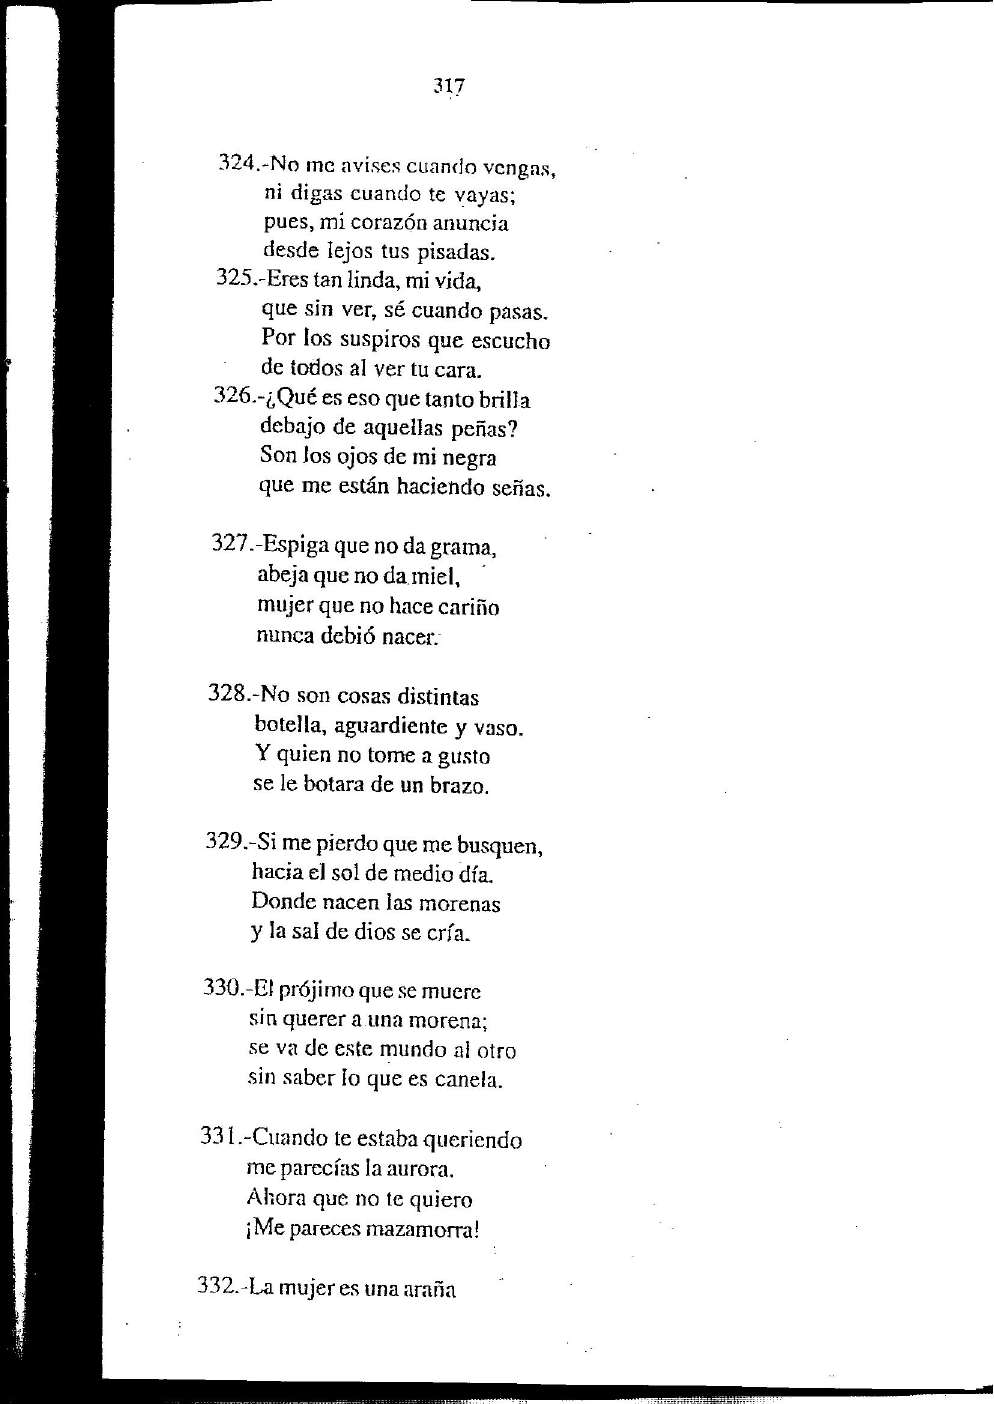 317
324.-No me avises cuando vengas,
ni digas cuando te vayas;
pues, mi corazón anuncia
desde lejos tus pisadas.
325.-Eres tan linda, mi vida,
que sin ver, sé cuando pasas.
Por los suspiros que escucho
de todos al ver tu cara.
326.-¿Qué es eso que tanto brilla
debajo de aquellas peñas?
Son los ojos de mi negra
que me están haciendo señas.
327.-Espiga que no da grama,
abeja que no da miel,
mujer que no hace cariño
nunca debió nacer.
328.-No son cosas distintas
botella, aguardiente y vaso.
Y quien no tome a gusto
se le botara de un brazo.
329.-Si me pierdo que me busquen,
hacia el sol de medio día.
Donde nacen las morenas
y la sal de dios se cría.
330.-El prójimo que se muere
sin querer a una morena;
se va de este mundo al otro
sin saber lo que es canela.
331.-Cuando te estaba queriendo
me parecías la aurora.
Ahora que no te quiero
¡Me pareces mazamorra!
332.-La mujer es una araña